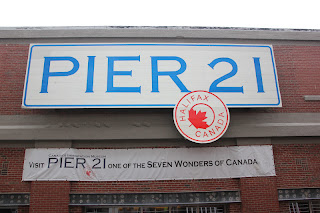 PIER 21
HALIFAX
CANADA
VISIT PIER 21 ONE OF THE SEVEN WONDERS OF CANADA